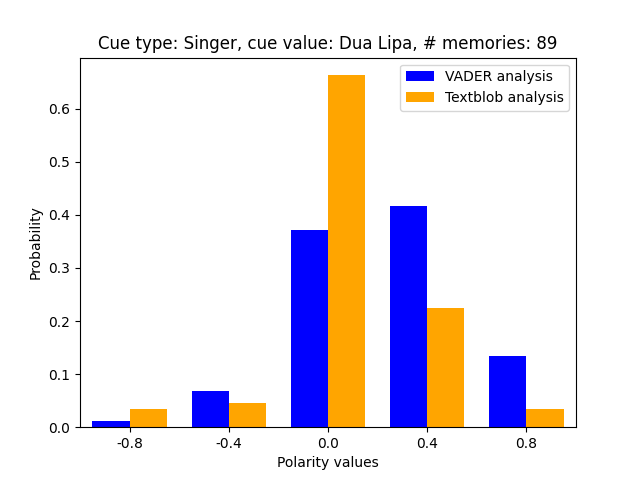 Cue type: Singer, cue value: Dua Lipa, # memories: 89
VADER analysis
Textblob analysis
Probability
0.6
0.5
0.4
0.3
0.2
0.1
0.0
-0.8 -0.4 0.0 0.4 0.8
Polarity values